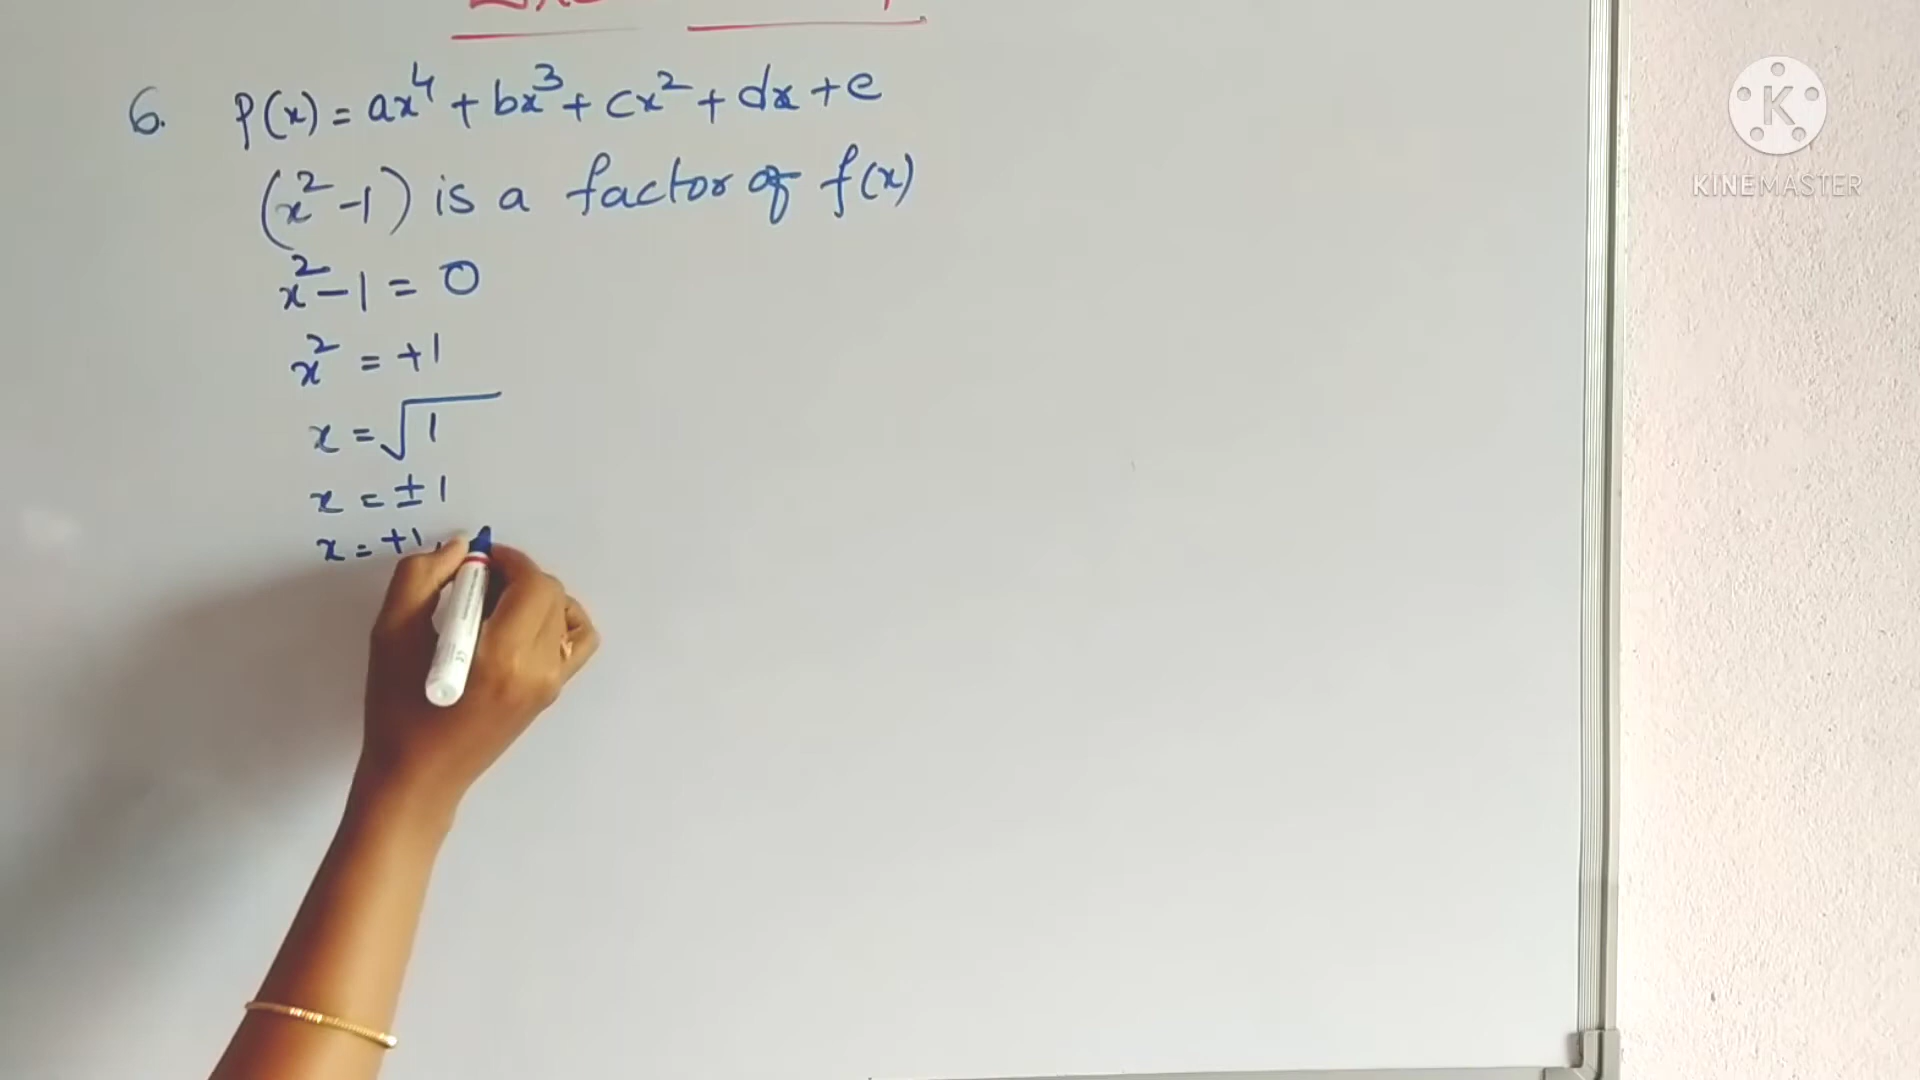 6. P(x) = ax⁴ + bx³ + cx² + dx + e
(x² -1) is a factor of f(x)
x² - 1 = 0
x² = +1
x = √1
x = ± 1
x = +1,
K
KINEMASTER